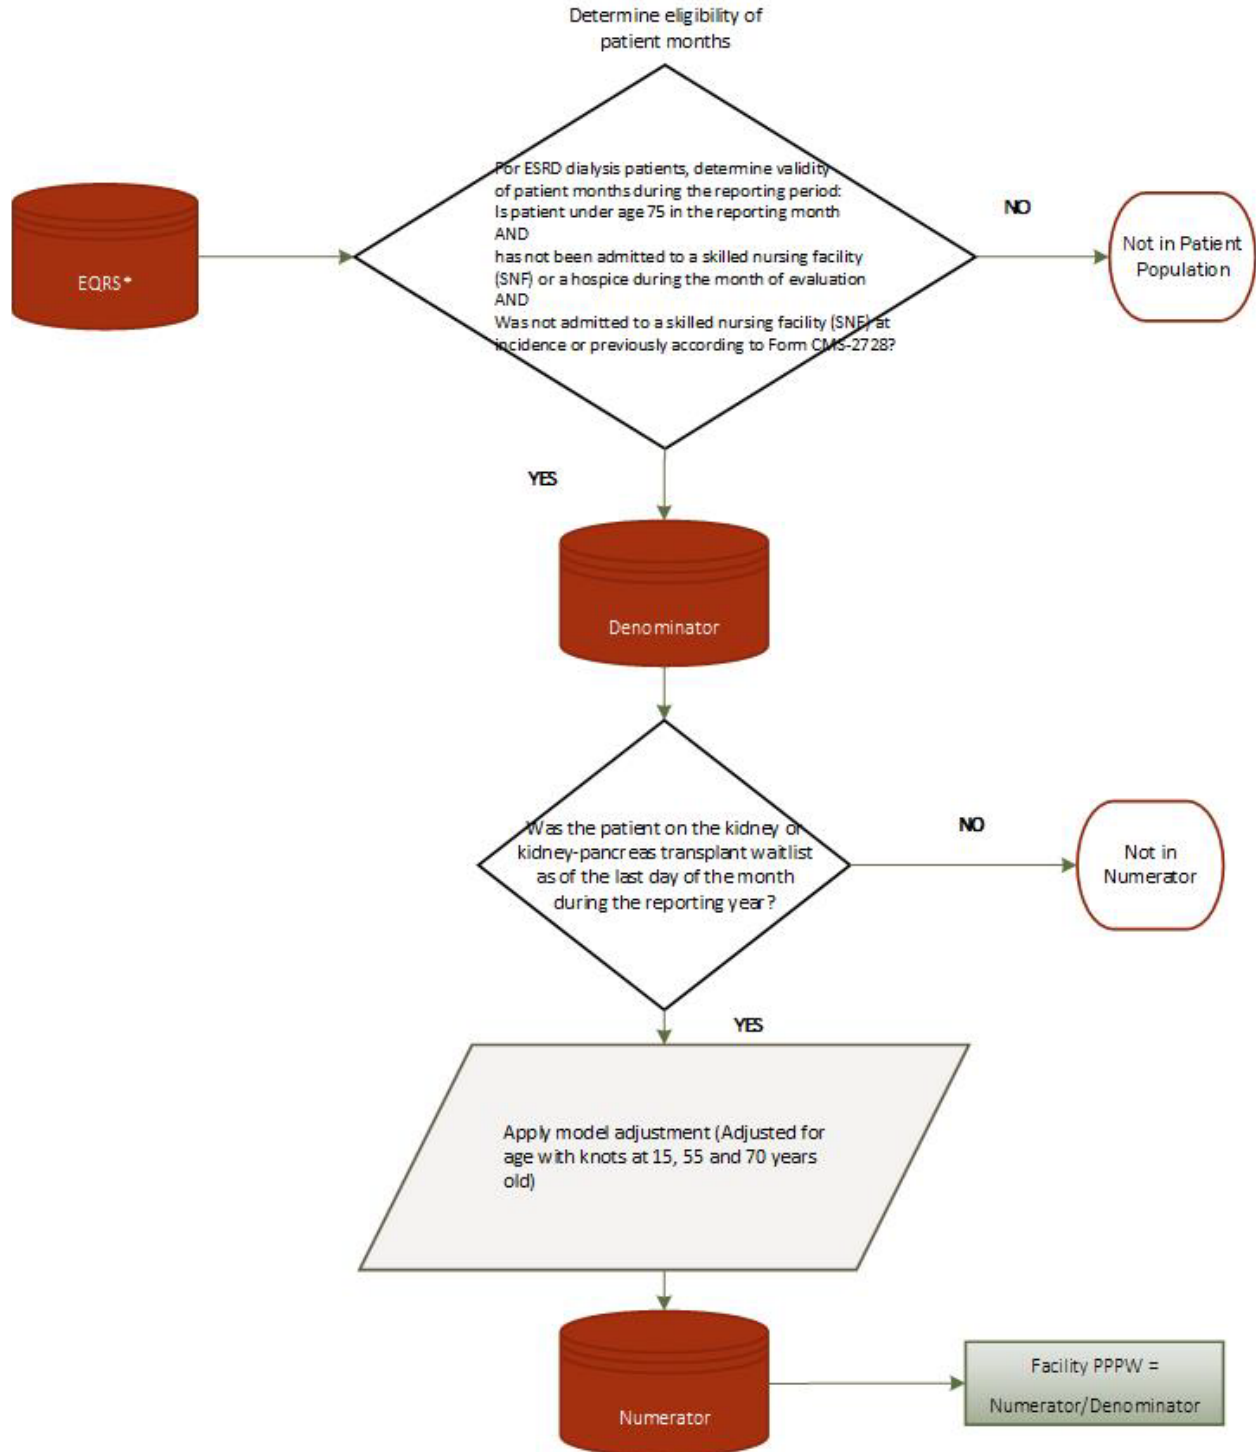 Determine eligibility of
patient months
For ESRD dialysis patients, determine validity
of patient months during the reporting period:
Is patient under age 75 in the reporting month
AND
has not been admitted to a skilled nursing facility
(SNF) or a hospice during the month of evaluation
AND
Was not admitted to a skilled nursing facility (SNF) at
incidence or previously according to Form CMS-2728?
EQRS*
NO
Not in Patient
Population
YES
Denominator
Was the patient on the kidney or
kidney-pancreas transplant waitlist
as of the last day of the month
during the reporting year?
NO
Not in
Numerator
YES
Apply model adjustment (Adjusted for
age with knots at 15, 55 and 70 years
old)
Numerator
Facility PPPW =
Numerator/Denominator